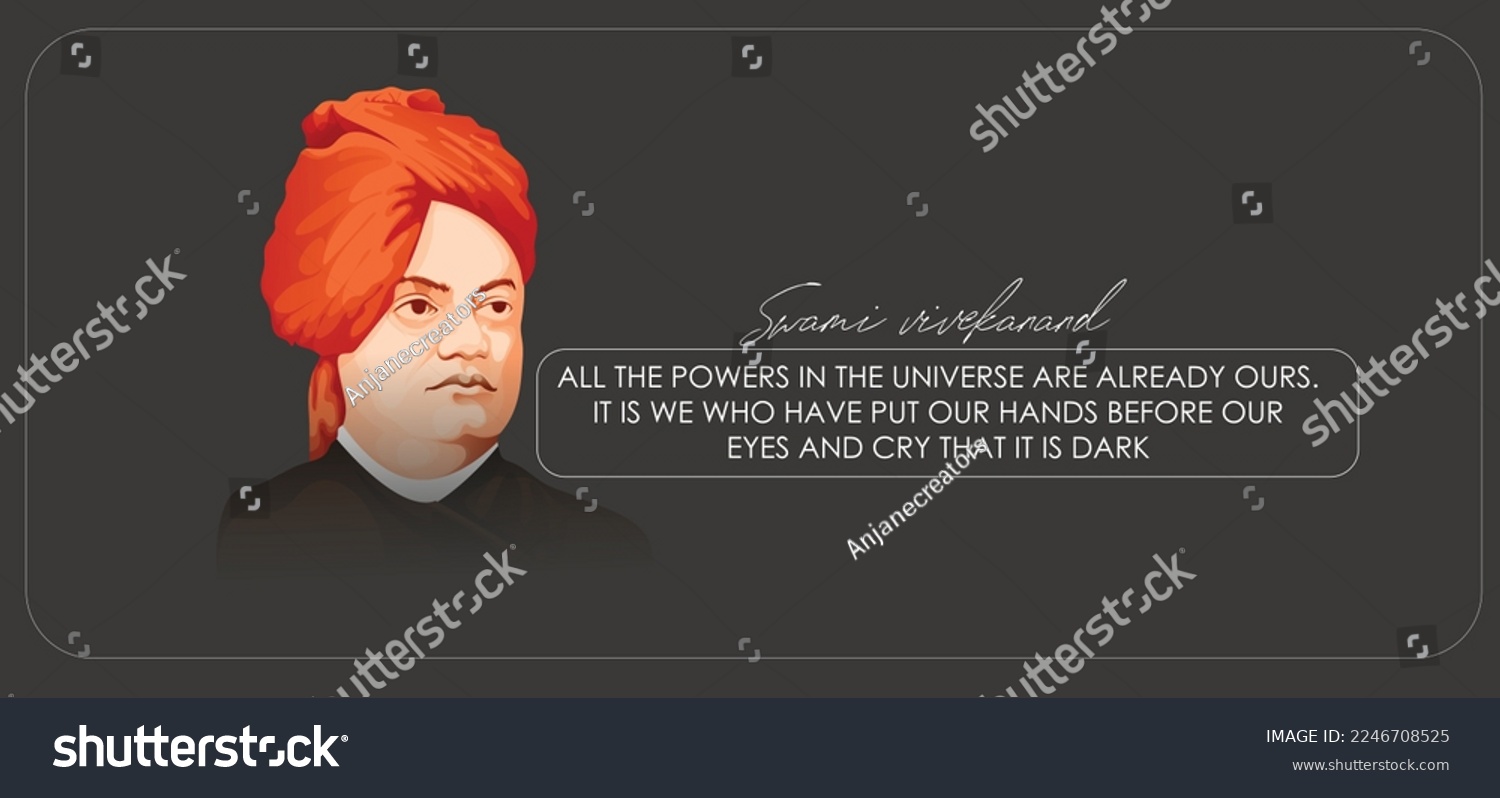 Swami vivekanand
ALL THE POWERS IN THE UNIVERSE ARE ALREADY OURS.
IT IS WE WHO HAVE PUT OUR HANDS BEFORE OUR
EYES AND CRY THAT IT IS DARK
shutterstock
shutterstock
shutterstock
shutterstock
shutterstock
Anjanecreators
Anjanecreators
shutterstock
IMAGE ID: 2246708525
www.shutterstock.com